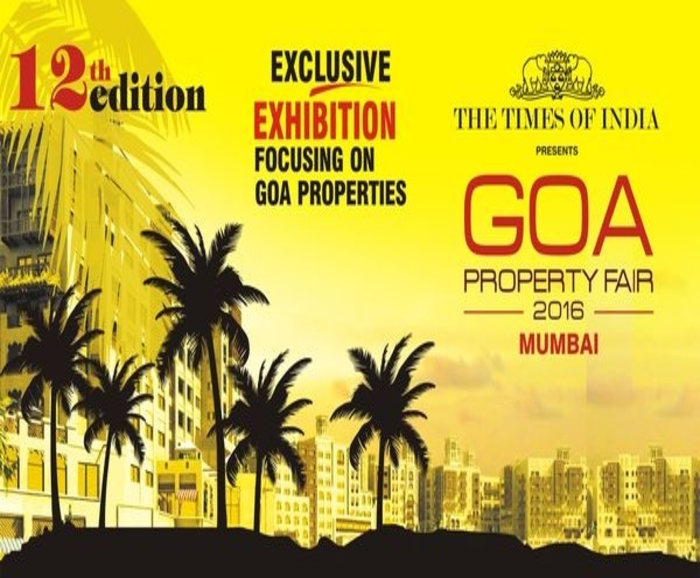 12th
edition
EXCLUSIVE
EXHIBITION
FOCUSING ON
GOA PROPERTIES
THE TIMES OF INDIA
PRESENTS
GOA
PROPERTY FAIR
2016
MUMBAI